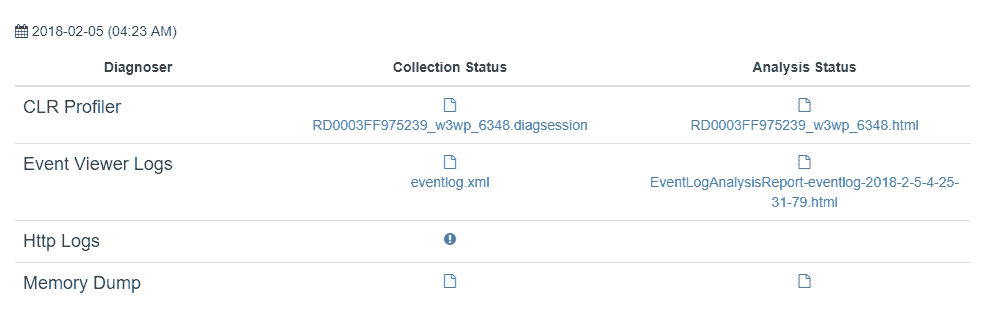 2018-02-05 (04:23 AM)
Diagnoser Collection Status Analysis Status
CLR Profiler
RD0003FF975239_w3wp_6348.diagsession RD0003FF975239_w3wp_6348.html
Event Viewer Logs
eventlog.xml EventLogAnalysisReport-eventlog-2018-2-5-4-25-
31-79.html
Http Logs
Memory Dump